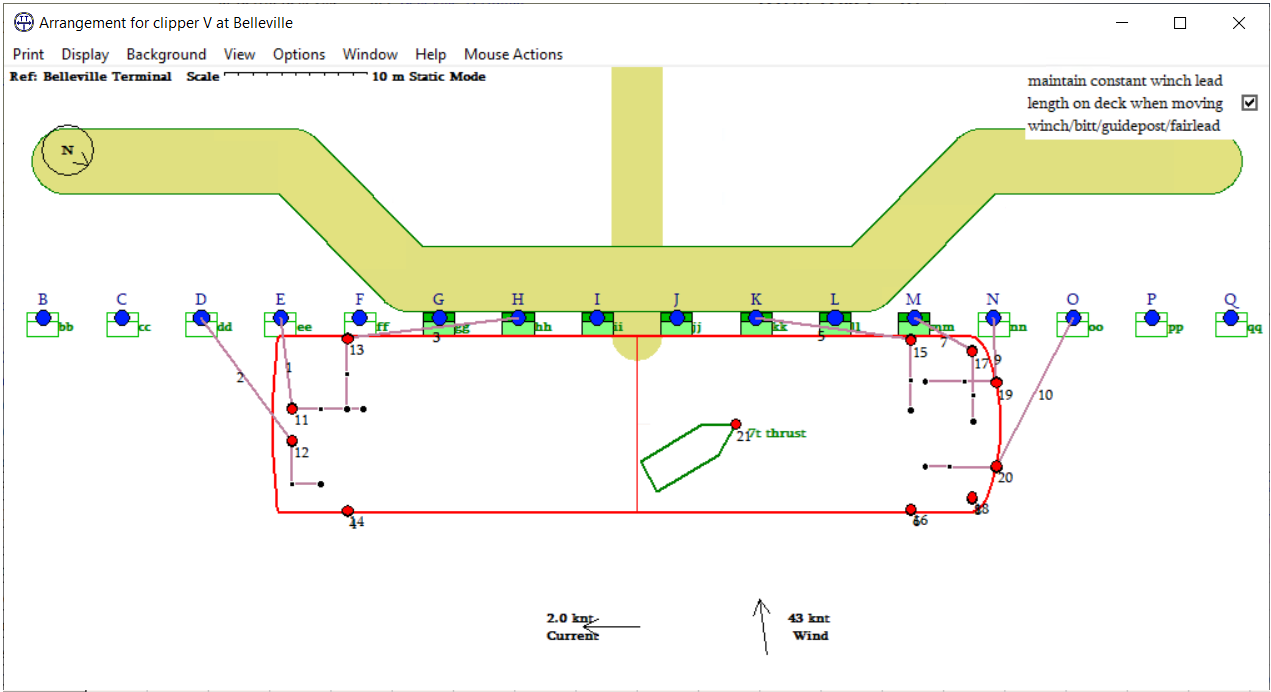 Arrangement for clipper V at Belleville
Print Display Background View Options Window Help Mouse Actions
Ref: Belleville Terminal Scale 10 m Static Mode
maintain constant winch lead
length on deck when moving
winch/bitt/guidepost/fairlead
N
B C D E F G H I J K L M N O P Q
bb cc dd ee ff gg hh ii jj kk ll mm nn oo pp qq
3 5 7
13 15 17 9
1 2
19 10
11
21 7t thrust
12
20
14 16 18
2.0 knt 43 knt
Current Wind